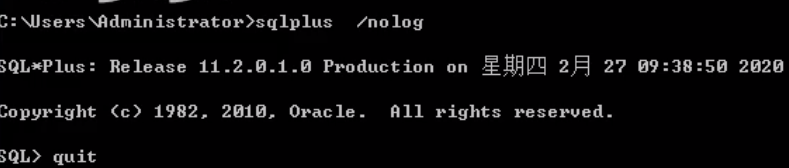 C:\Users\Administrator>sqlplus  /nolog
SQL*Plus: Release 11.2.0.1.0 Production on 星期四 2月 27 09:38:50 2020
Copyright (c) 1982, 2010, Oracle.  All rights reserved.
SQL> quit